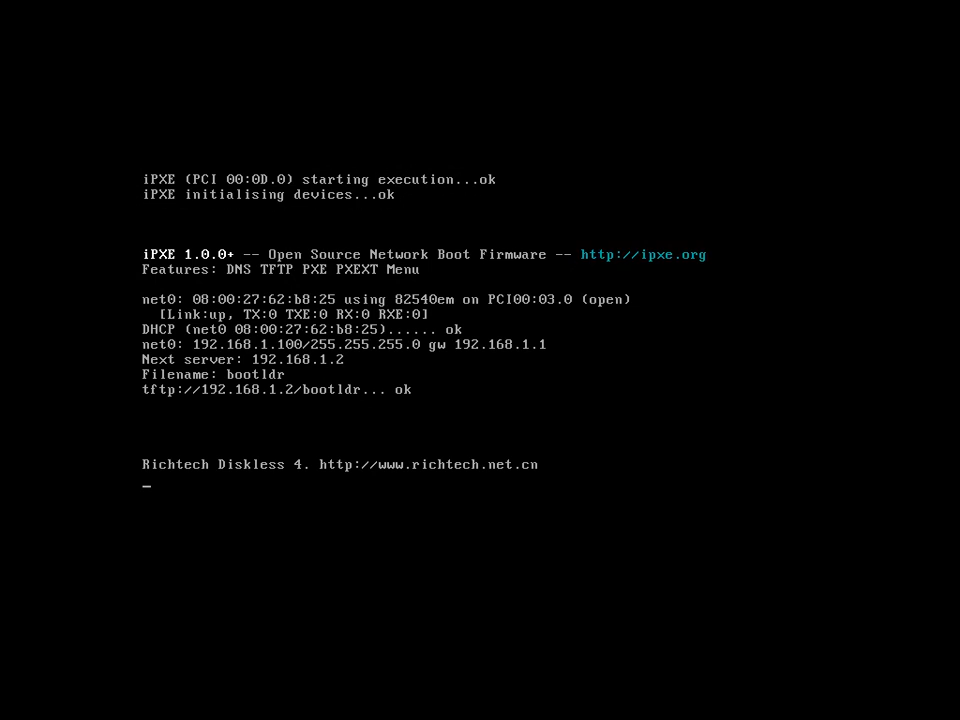 iPXE (PCI 00:0D.0) starting execution...ok
iPXE initialising devices...ok
iPXE 1.0.0+ -- Open Source Network Boot Firmware -- http://ipxe.org
Features: DNS TFTP PXE PXEXT Menu
net0: 08:00:27:62:b8:25 using 82540em on PCI00:03.0 (open)
[Link:up, TX:0 TXE:0 RX:0 RXE:0]
DHCP (net0 08:00:27:62:b8:25)...... ok
net0: 192.168.1.100/255.255.255.0 gw 192.168.1.1
Next server: 192.168.1.2
Filename: bootldr
tftp://192.168.1.2/bootldr... ok
Richtech Diskless 4. http://www.richtech.net.cn
_